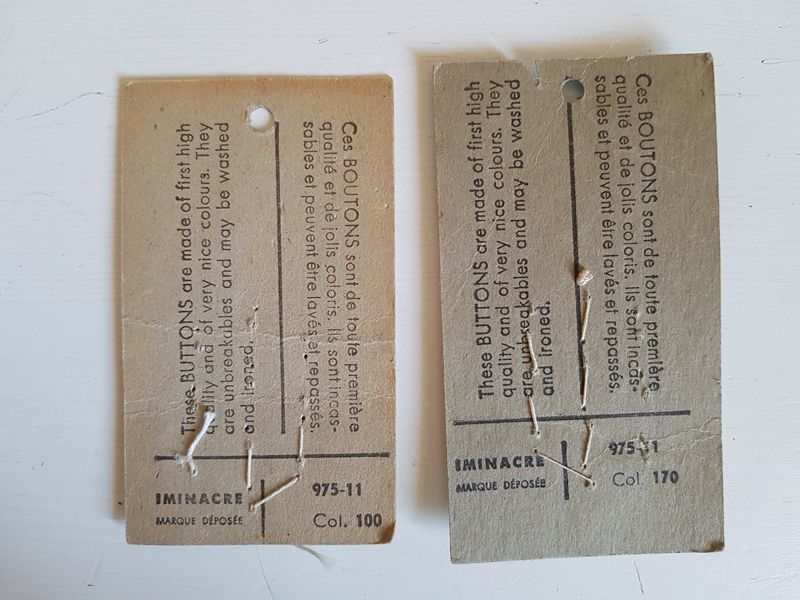 These BUTTONS are made of first high
quality and of very nice colours. They
are unbreakables and may be washed
and ironed.
Ces BOUTONS sont de toute première
qualité et de jolis coloris. Ils sont incas-
sables et peuvent être lavés et repassés.
IMINACRE
MARQUE DÉPOSÉE
975-11
Col. 100
These BUTTONS are made of first high
quality and of very nice colours. They
are unbreakables and may be washed
and ironed.
Ces BOUTONS sont de toute première
qualité et de jolis coloris. Ils sont incas-
sables et peuvent être lavés et repassés.
IMINACRE
MARQUE DÉPOSÉE
975-11
Col. 170